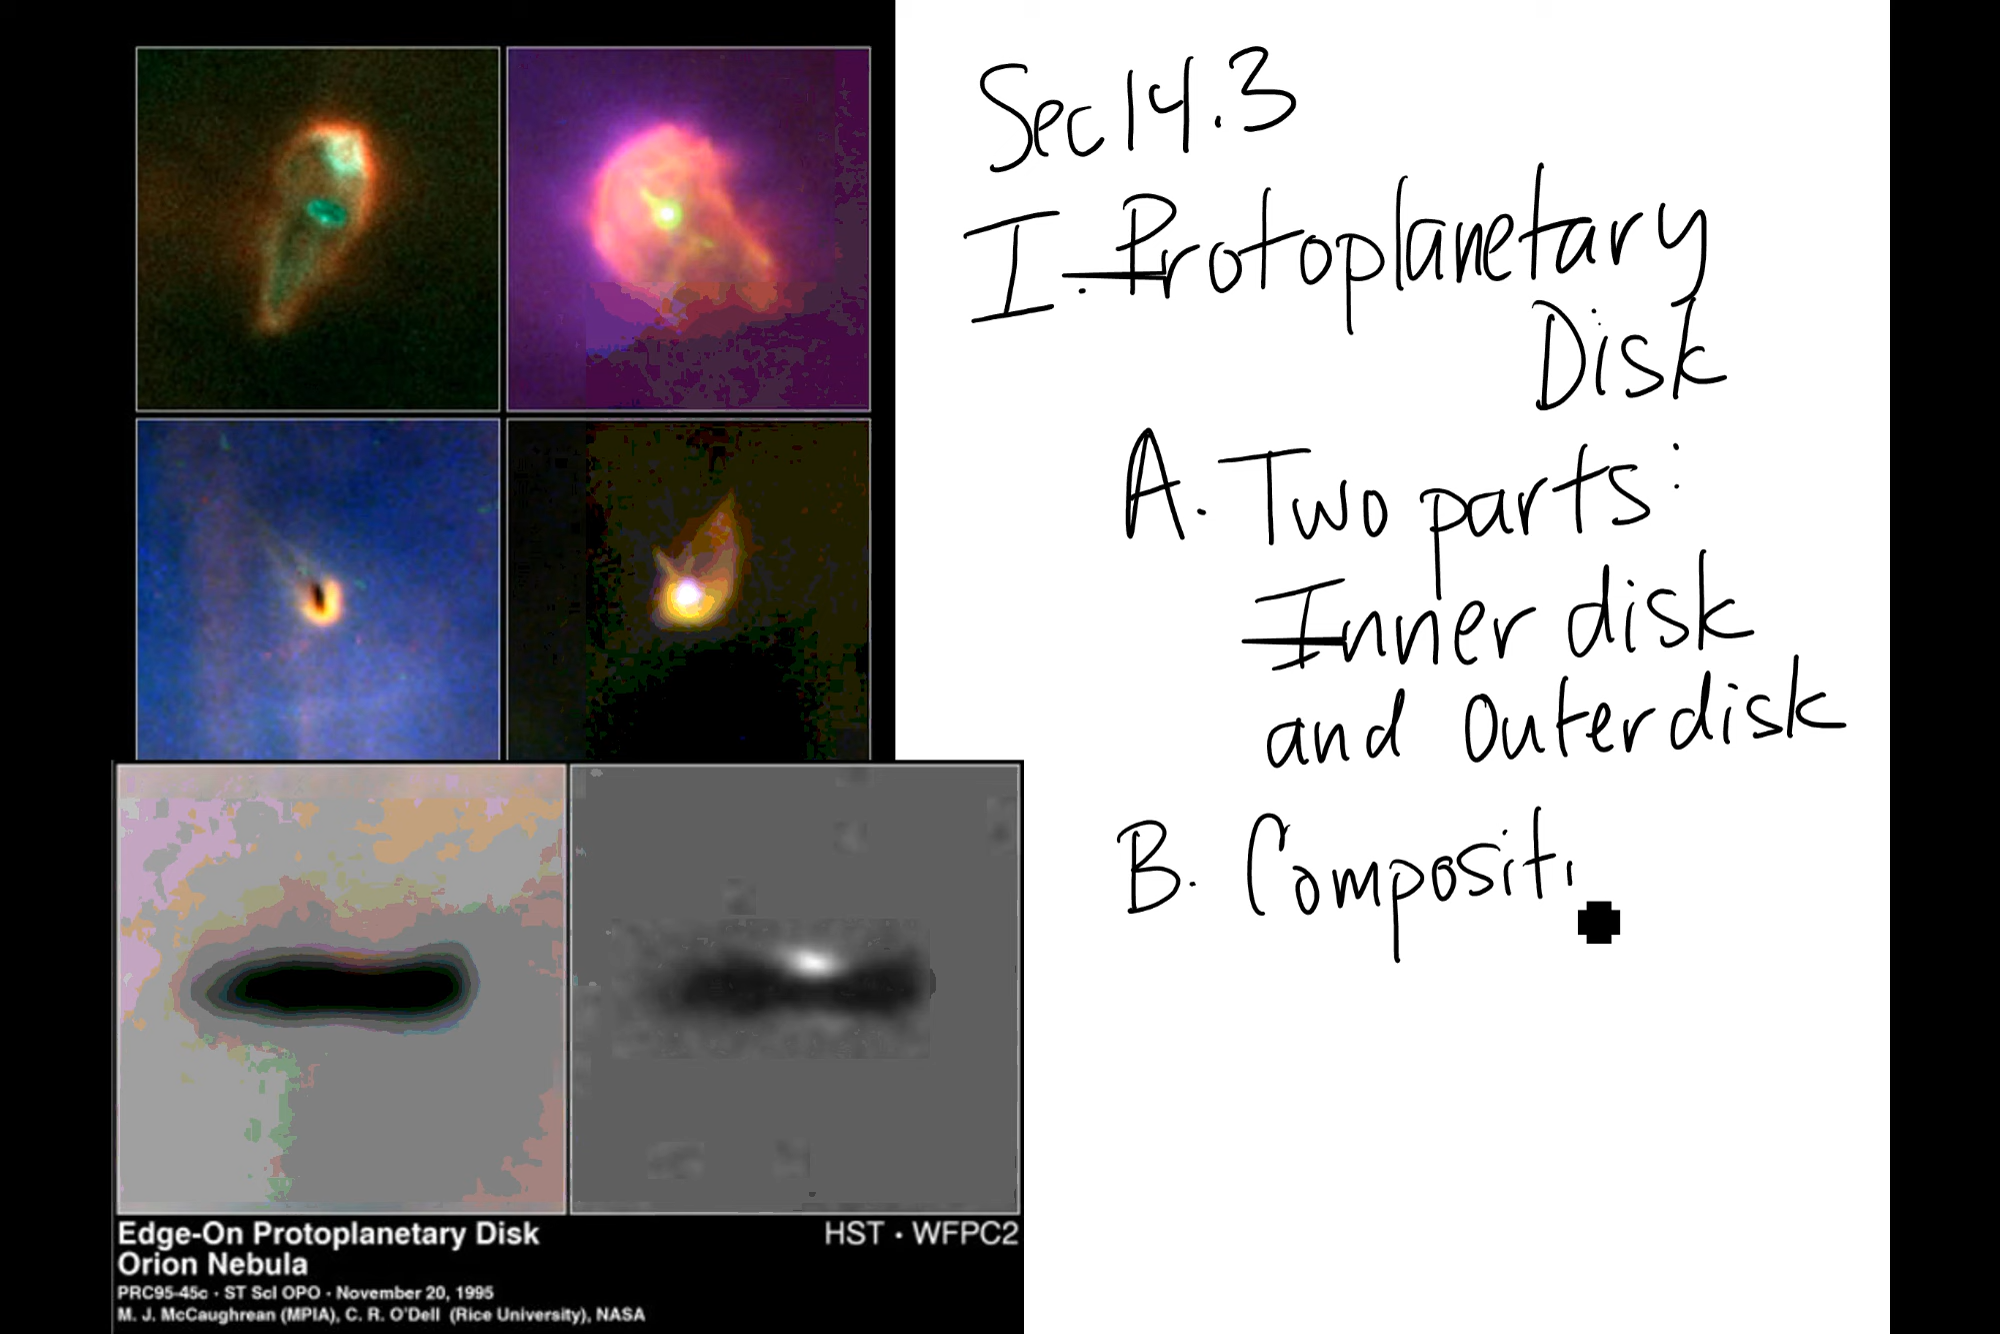 Sec 14.3
I. Protoplanetary
Disk
A. Two parts:
Inner disk
and Outer disk
B. Compositi
Edge-On Protoplanetary Disk
Orion Nebula
HST · WFPC2
PRC95-45c · ST ScI OPO · November 20, 1995
M. J. McCaughrean (MPIA), C. R. O'Dell (Rice University), NASA